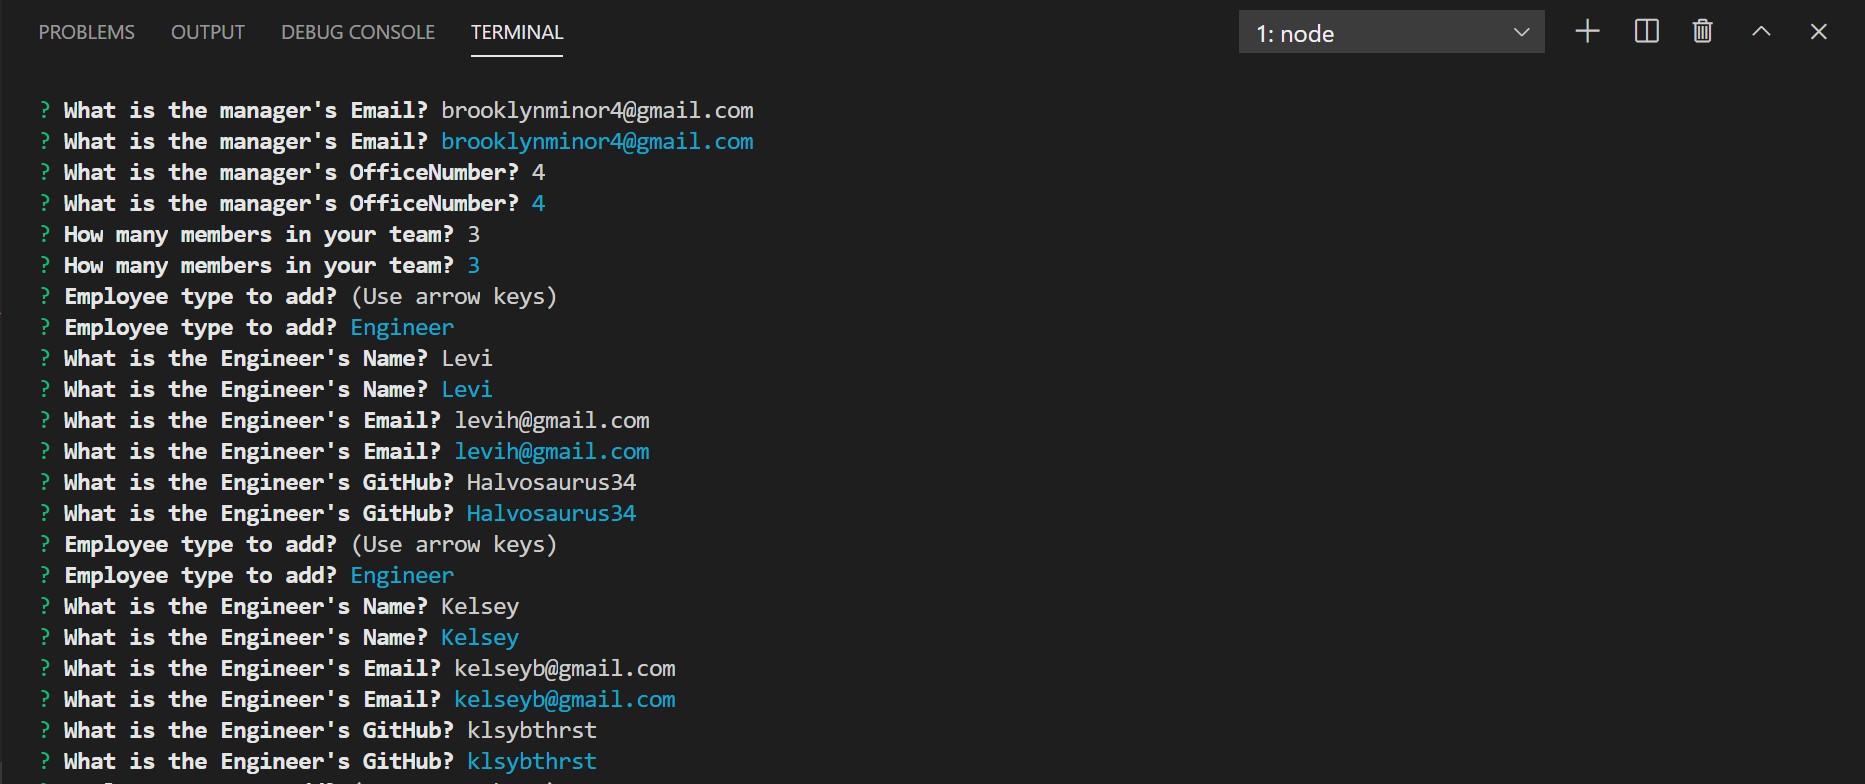 PROBLEMS OUTPUT DEBUG CONSOLE TERMINAL 1: node
? What is the manager's Email? brooklynminor4@gmail.com
? What is the manager's Email? brooklynminor4@gmail.com
? What is the manager's OfficeNumber? 4
? What is the manager's OfficeNumber? 4
? How many members in your team? 3
? How many members in your team? 3
? Employee type to add? (Use arrow keys)
? Employee type to add? Engineer
? What is the Engineer's Name? Levi
? What is the Engineer's Name? Levi
? What is the Engineer's Email? levih@gmail.com
? What is the Engineer's Email? levih@gmail.com
? What is the Engineer's GitHub? Halvosaurus34
? What is the Engineer's GitHub? Halvosaurus34
? Employee type to add? (Use arrow keys)
? Employee type to add? Engineer
? What is the Engineer's Name? Kelsey
? What is the Engineer's Name? Kelsey
? What is the Engineer's Email? kelseyb@gmail.com
? What is the Engineer's Email? kelseyb@gmail.com
? What is the Engineer's GitHub? klsybthrst
? What is the Engineer's GitHub? klsybthrst